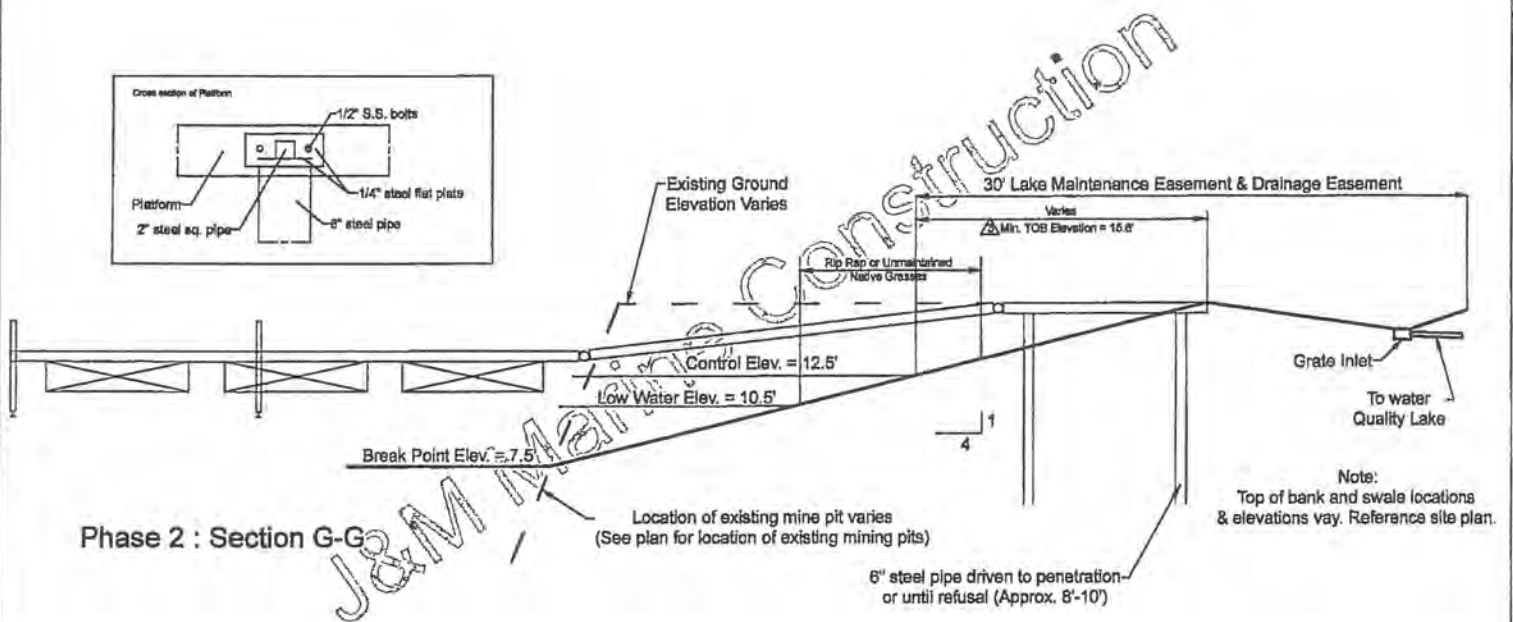 Cross section of Platform
1/2" S.S. bolts
1/4" steel flat plate
Platform
2" steel sq. pipe
6" steel pipe
Existing Ground
Elevation Varies
30' Lake Maintenance Easement & Drainage Easement
Varies
Min. TOB Elevation = 15.6'
Rip Rap or Unmaintained
Native Grasses
Control Elev. = 12.5'
Low Water Elev. = 10.5'
Break Point Elev. = 7.5'
1
4
Grate Inlet
To water
Quality Lake
Note:
Top of bank and swale locations
& elevations vay. Reference site plan.
Location of existing mine pit varies
(See plan for location of existing mining pits)
Phase 2 : Section G-G
6" steel pipe driven to penetration
or until refusal (Approx. 8'-10')
J&M Marine Construction